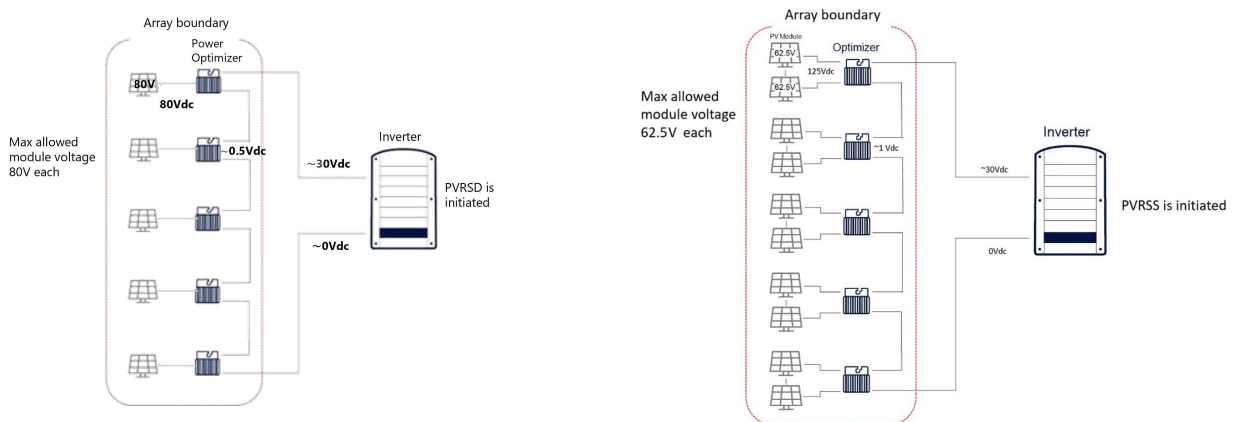 Array boundary
Power
Optimizer
80V
80Vdc
Max allowed
module voltage
80V each
~0.5Vdc
~30Vdc
Inverter
PVRSD is
initiated
~0Vdc
Array boundary
PV Module
62.5V
Optimizer
125Vdc
62.5V
Max allowed
module voltage
62.5V each
~1 Vdc
Inverter
~30Vdc
PVRSS is initiated
0Vdc